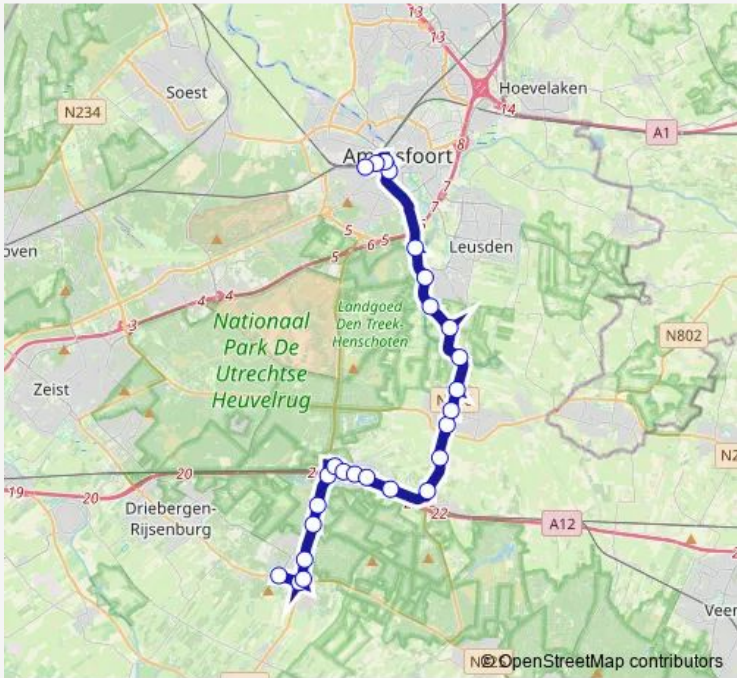 13
13
Hoevelaken
Soest
14
N234
A1
8
Amersfoort
7
7
5
6
5
5
Leusden
oven
4
4
Landgoed
Den Treek-
Henschoten
3
Nationaal
Park De
Utrechtse
Heuvelrug
N802
Zeist
20
19
20
Driebergen-
Rijsenburg
22
A12
Veen
© OpenStreetMap contributors